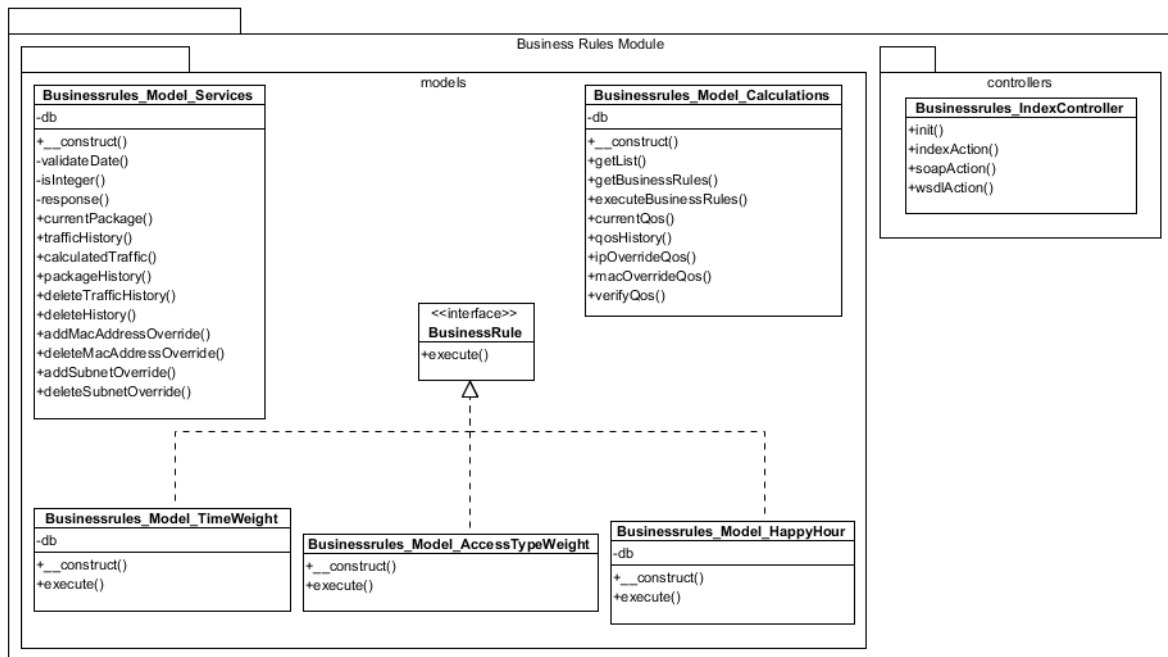 Business Rules Module
models
Businessrules_Model_Services
-db
+__construct()
-validateDate()
-isInteger()
-response()
+currentPackage()
+trafficHistory()
+calculatedTraffic()
+packageHistory()
+deleteTrafficHistory()
+deleteHistory()
+addMacAddressOverride()
+deleteMacAddressOverride()
+addSubnetOverride()
+deleteSubnetOverride()
Businessrules_Model_Calculations
-db
+__construct()
+getList()
+getBusinessRules()
+executeBusinessRules()
+currentQos()
+qosHistory()
+ipOverrideQos()
+macOverrideQos()
+verifyQos()
controllers
Businessrules_IndexController
+init()
+indexAction()
+soapAction()
+wsdlAction()
<<interface>>
BusinessRule
+execute()
Businessrules_Model_TimeWeight
-db
+__construct()
+execute()
Businessrules_Model_AccessTypeWeight
+__construct()
+execute()
Businessrules_Model_HappyHour
-db
+__construct()
+execute()